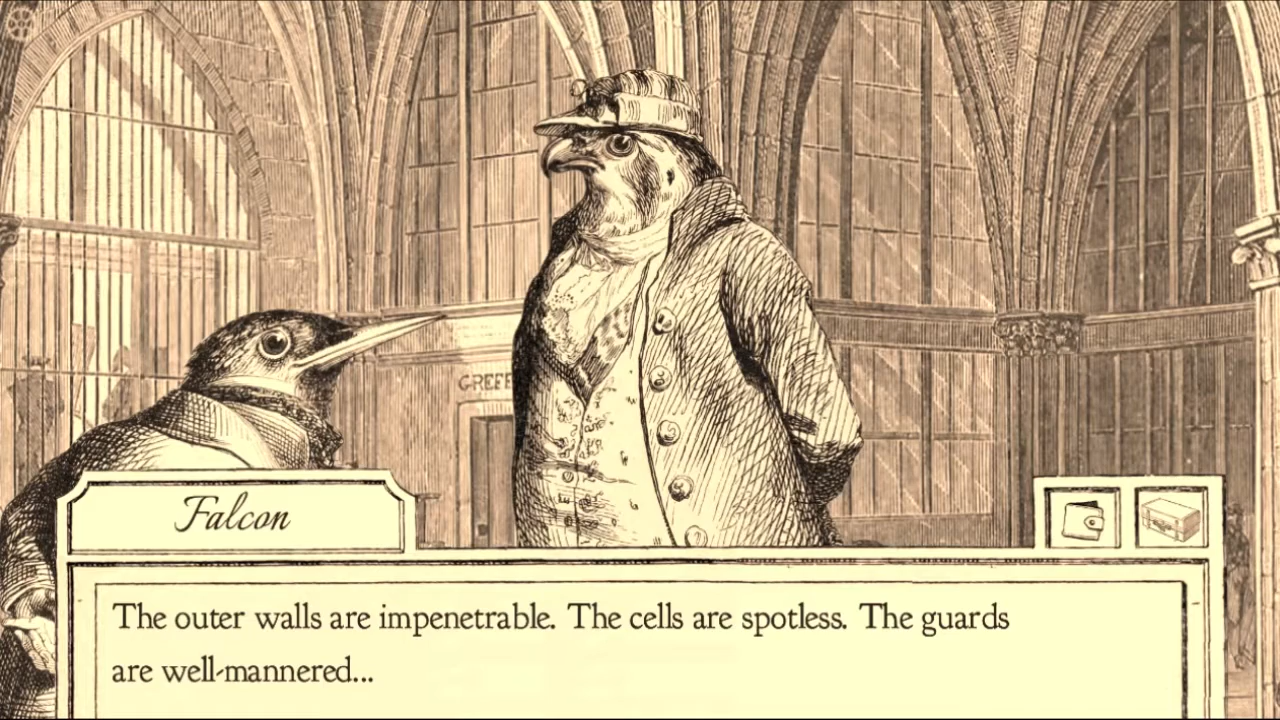 GREFF
Falcon
The outer walls are impenetrable. The cells are spotless. The guards
are well-mannered...